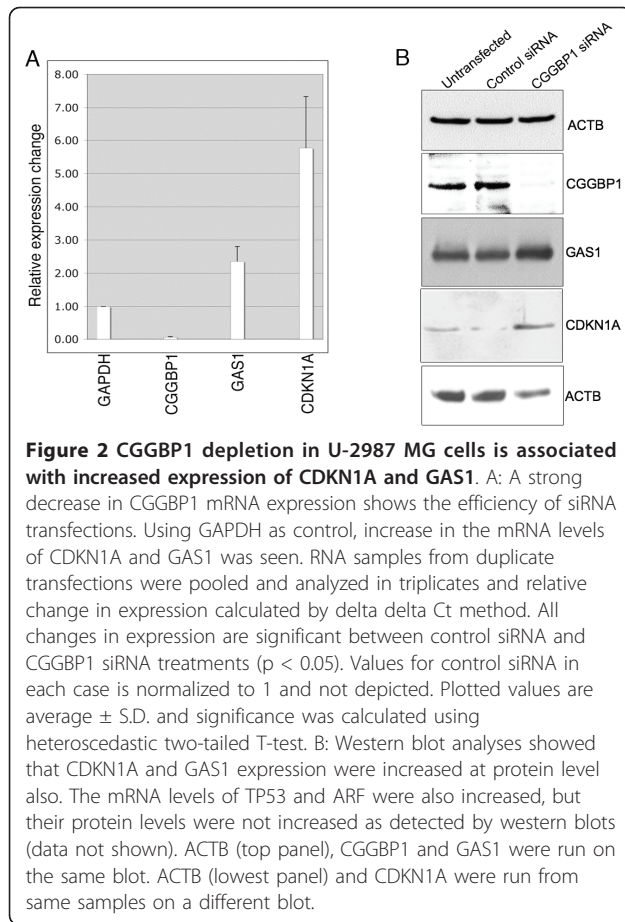 A
8.00
7.00
6.00
5.00
4.00
3.00
2.00
1.00
0.00
Relative expression change
GAPDH
CGGBP1
GAS1
CDKN1A
B
Untransfected
Control siRNA
CGGBP1 siRNA
ACTB
CGGBP1
GAS1
CDKN1A
ACTB
Figure 2 CGGBP1 depletion in U-2987 MG cells is associated
with increased expression of CDKN1A and GAS1. A: A strong
decrease in CGGBP1 mRNA expression shows the efficiency of siRNA
transfections. Using GAPDH as control, increase in the mRNA levels
of CDKN1A and GAS1 was seen. RNA samples from duplicate
transfections were pooled and analyzed in triplicates and relative
change in expression calculated by delta delta Ct method. All
changes in expression are significant between control siRNA and
CGGBP1 siRNA treatments (p < 0.05). Values for control siRNA in
each case is normalized to 1 and not depicted. Plotted values are
average ± S.D. and significance was calculated using
heteroscedastic two-tailed T-test. B: Western blot analyses showed
that CDKN1A and GAS1 expression were increased at protein level
also. The mRNA levels of TP53 and ARF were also increased, but
their protein levels were not increased as detected by western blots
(data not shown). ACTB (top panel), CGGBP1 and GAS1 were run on
the same blot. ACTB (lowest panel) and CDKN1A were run from
same samples on a different blot.